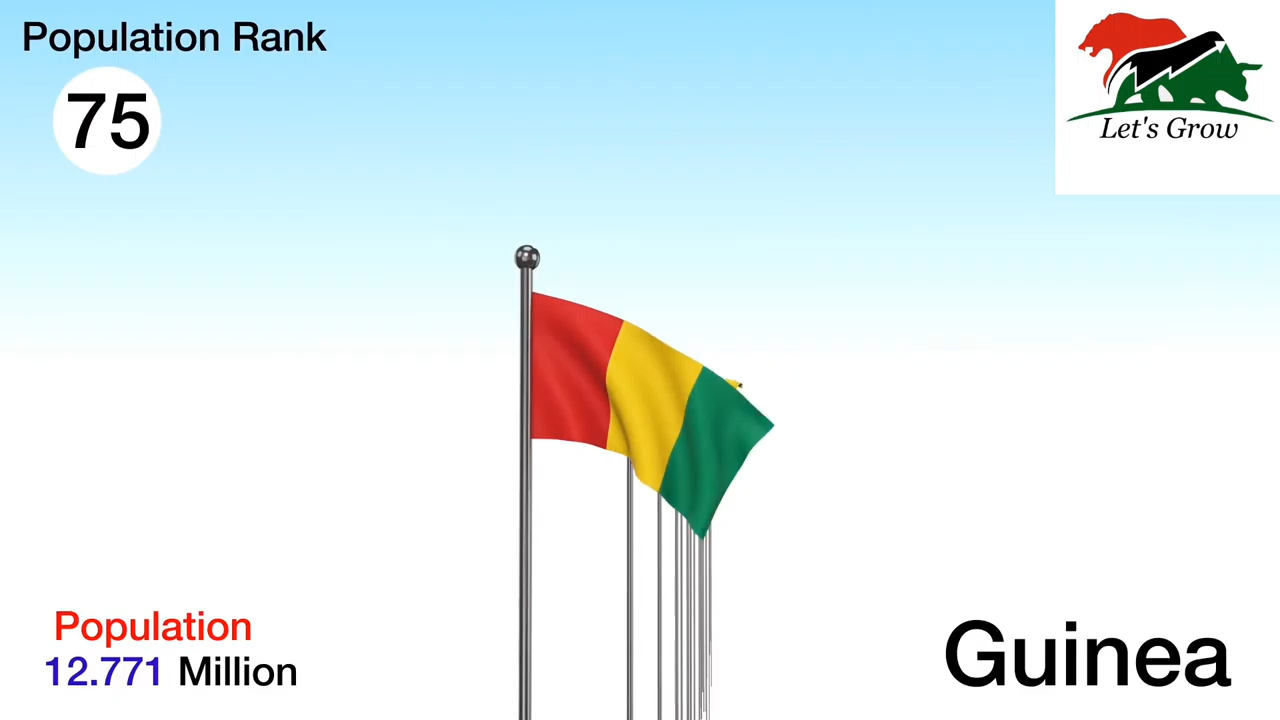 Population Rank
75
Let's Grow
Population
12.771 Million
Guinea